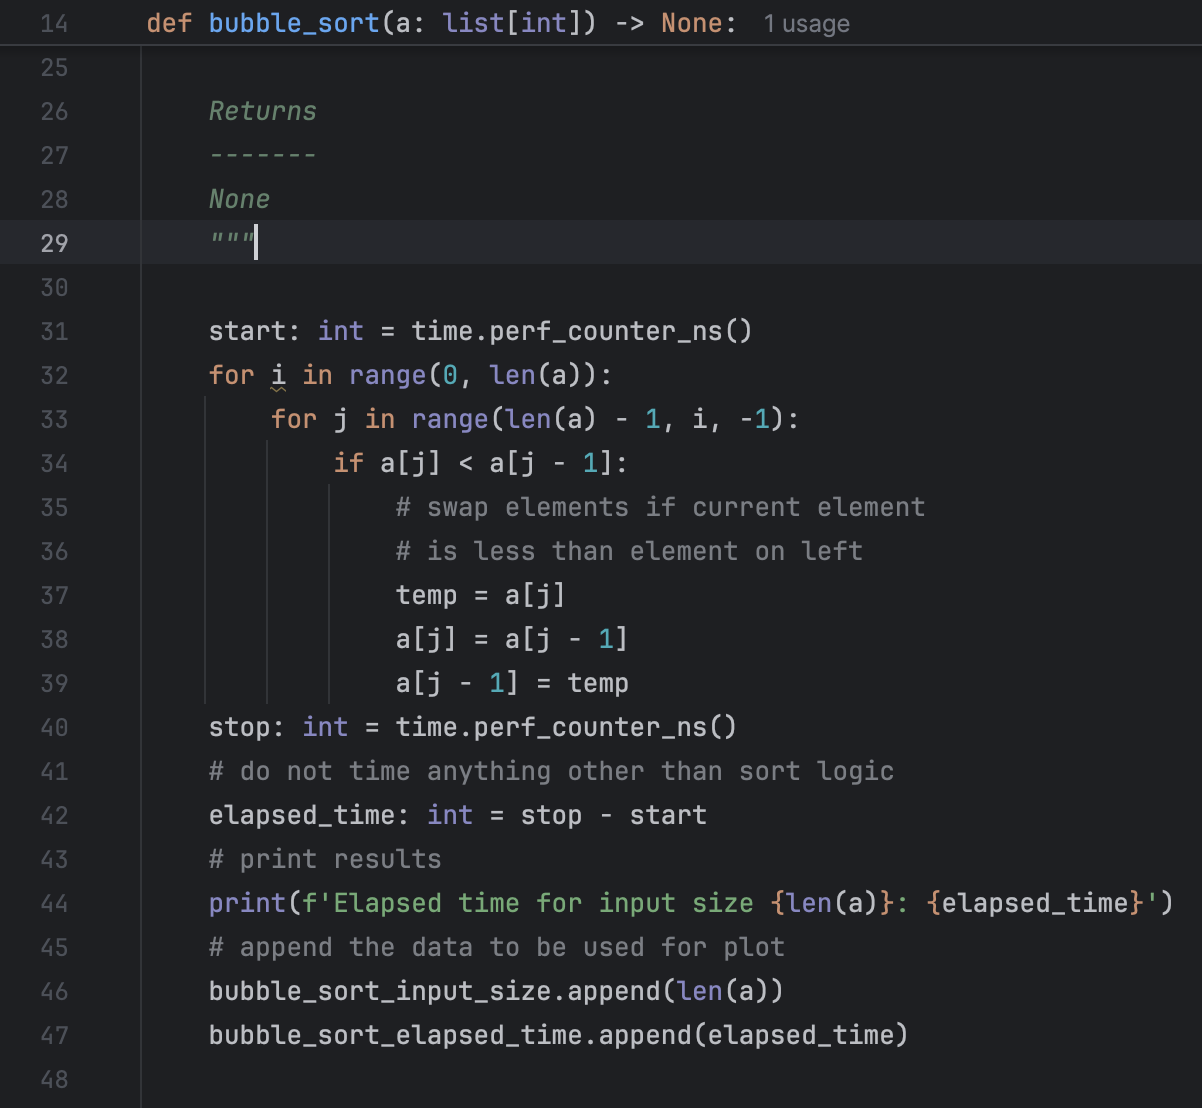 14 def bubble_sort(a: list[int]) -> None: 1 usage
25
26 Returns
27 -------
28 None
29 """
30
31 start: int = time.perf_counter_ns()
32 for i in range(0, len(a)):
33 for j in range(len(a) - 1, i, -1):
34 if a[j] < a[j - 1]:
35 # swap elements if current element
36 # is less than element on left
37 temp = a[j]
38 a[j] = a[j - 1]
39 a[j - 1] = temp
40 stop: int = time.perf_counter_ns()
41 # do not time anything other than sort logic
42 elapsed_time: int = stop - start
43 # print results
44 print(f'Elapsed time for input size {len(a)}: {elapsed_time}')
45 # append the data to be used for plot
46 bubble_sort_input_size.append(len(a))
47 bubble_sort_elapsed_time.append(elapsed_time)
48